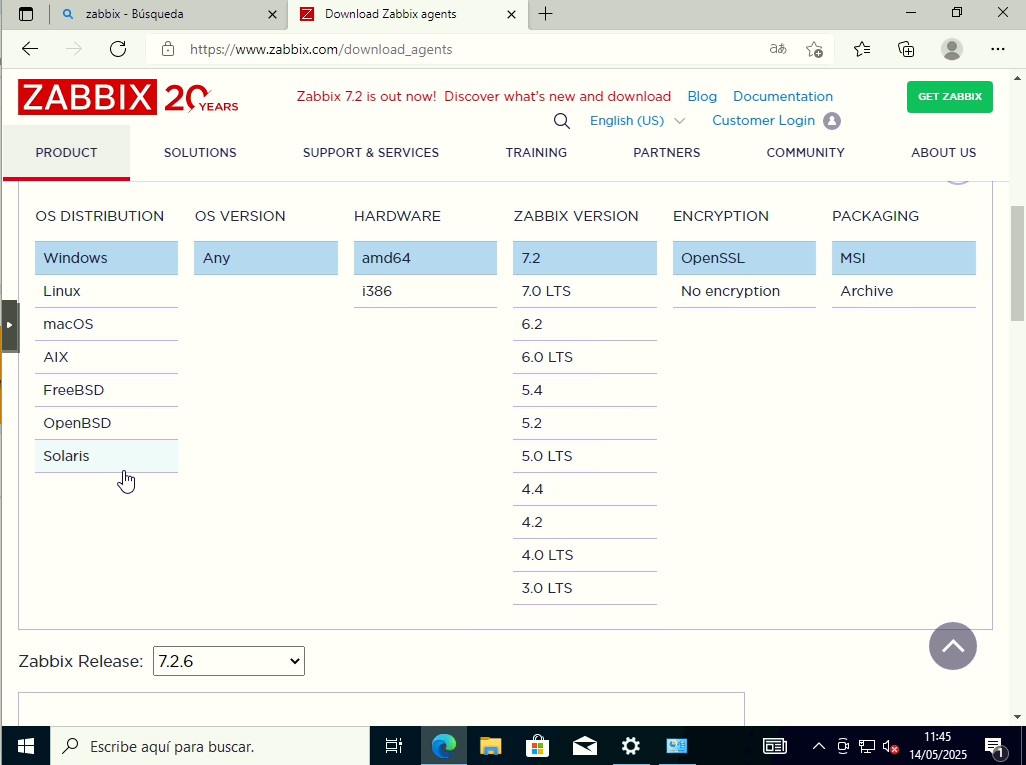 zabbix - Búsqueda
Download Zabbix agents
https://www.zabbix.com/download_agents
ZABBIX 20 YEARS
Zabbix 7.2 is out now! Discover what's new and download
Blog
Documentation
GET ZABBIX
English (US)
Customer Login
PRODUCT
SOLUTIONS
SUPPORT & SERVICES
TRAINING
PARTNERS
COMMUNITY
ABOUT US
OS DISTRIBUTION
OS VERSION
HARDWARE
ZABBIX VERSION
ENCRYPTION
PACKAGING
Windows
Any
amd64
7.2
OpenSSL
MSI
Linux
i386
7.0 LTS
No encryption
Archive
macOS
6.2
AIX
6.0 LTS
FreeBSD
5.4
OpenBSD
5.2
Solaris
5.0 LTS
4.4
4.2
4.0 LTS
3.0 LTS
Zabbix Release:
7.2.6
Escribe aquí para buscar.
11:45
14/05/2025
1